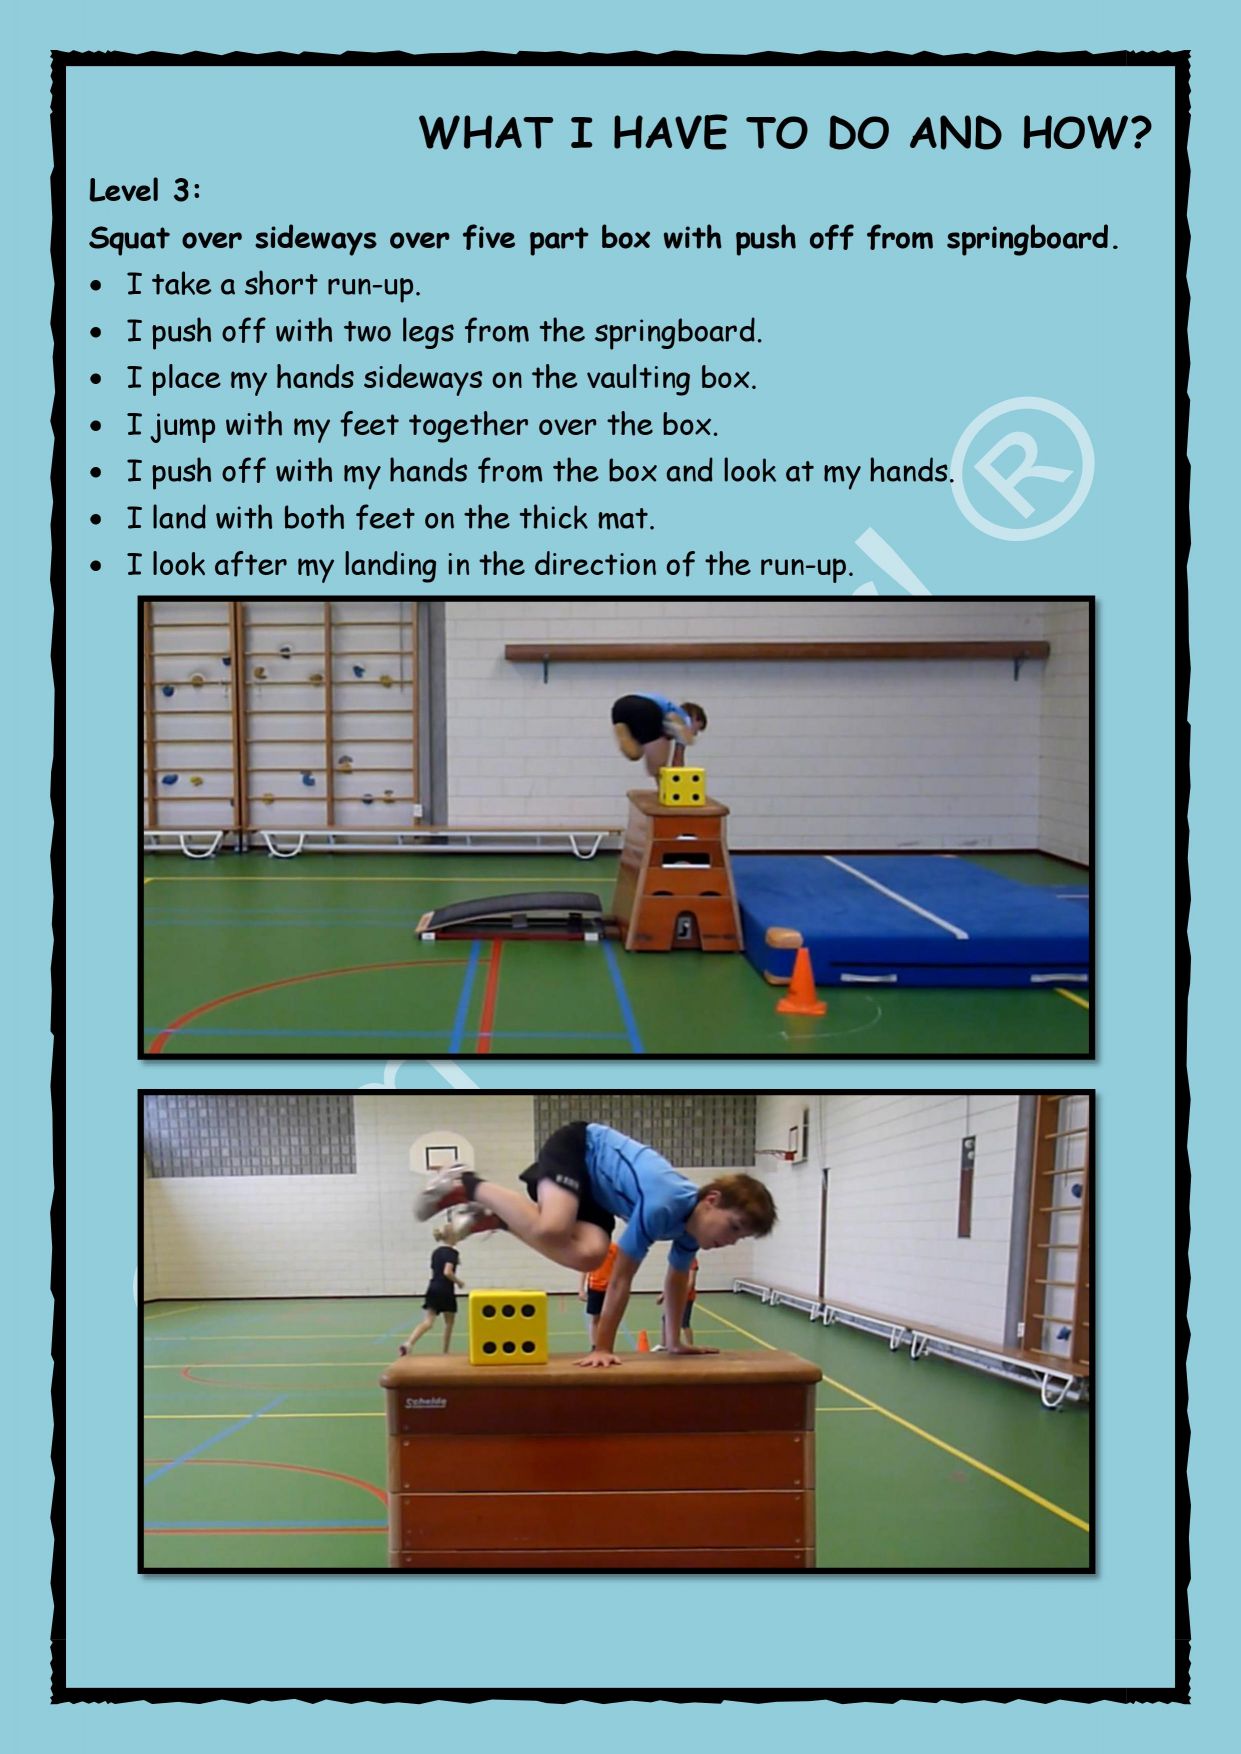 WHAT I HAVE TO DO AND HOW?
Level 3:
Squat over sideways over five part box with push off from springboard.
• I take a short run-up.
• I push off with two legs from the springboard.
• I place my hands sideways on the vaulting box.
• I jump with my feet together over the box.
• I push off with my hands from the box and look at my hands.
• I land with both feet on the thick mat.
• I look after my landing in the direction of the run-up.
®
Schelde